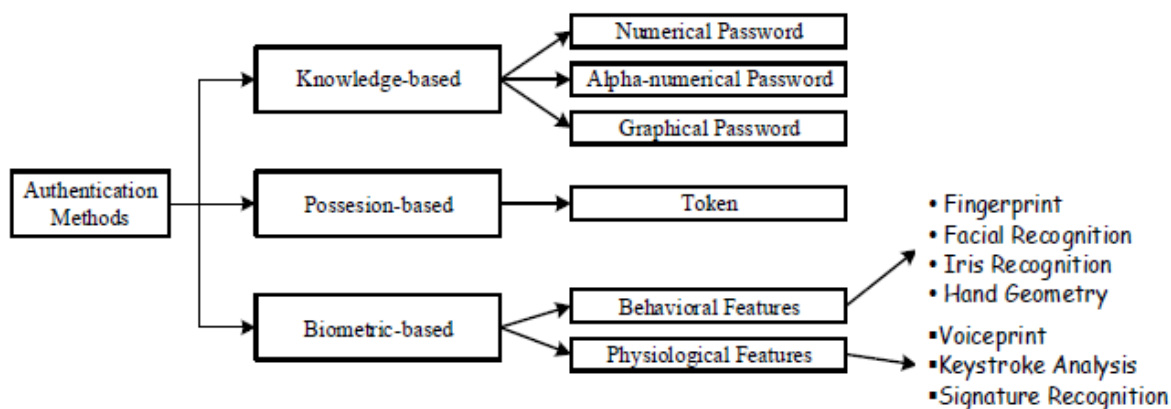 Authentication
Methods
Knowledge-based
Numerical Password
Alpha-numerical Password
Graphical Password
Possesion-based
Token
Biometric-based
Behavioral Features
Physiological Features
• Fingerprint
• Facial Recognition
• Iris Recognition
• Hand Geometry
▪Voiceprint
▪Keystroke Analysis
▪Signature Recognition